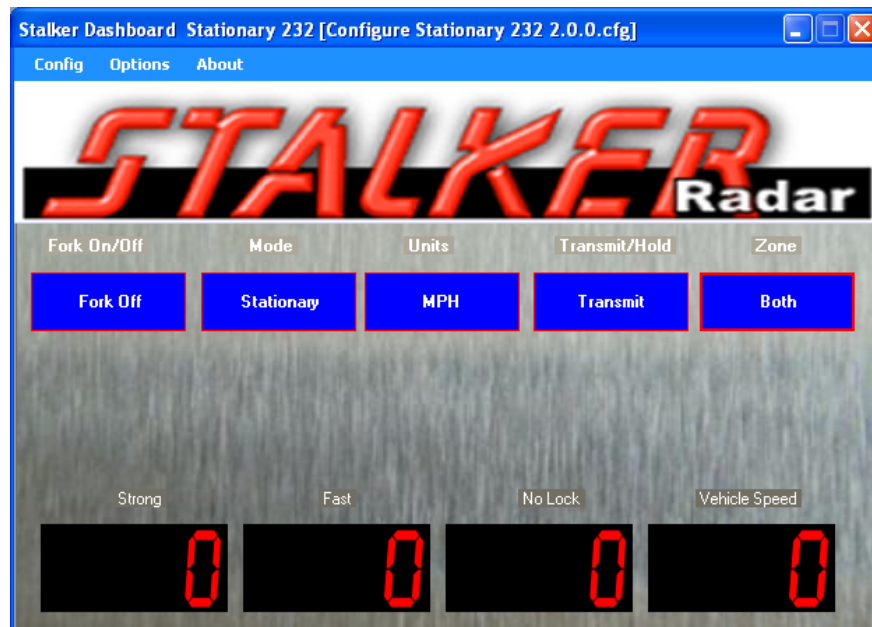 Stalker Dashboard Stationary 232 [Configure Stationary 232 2.0.0.cfg]
Config Options About
STALKER
Radar
Fork On/Off Mode Units Transmit/Hold Zone
Fork Off Stationary MPH Transmit Both
Strong Fast No Lock Vehicle Speed
0 0 0 0